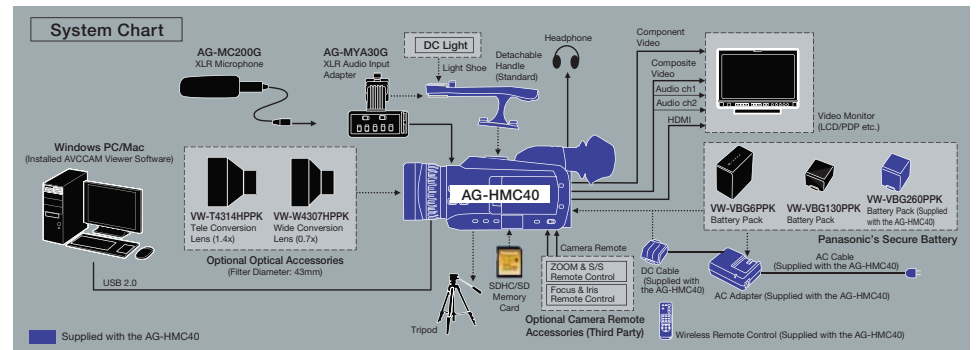 System Chart
AG-MC200G
XLR Microphone
AG-MYA30G
XLR Audio Input
Adapter
DC Light
Light Shoe
Detachable
Handle
(Standard)
Headphone
Component
Video
Composite
Video
Audio ch1
Audio ch2
HDMI
Video Monitor
(LCD/PDP etc.)
Windows PC/Mac
(Installed AVCCAM Viewer Software)
VW-T4314HPPK
Tele Conversion
Lens (1.4x)
VW-W4307HPPK
Wide Conversion
Lens (0.7x)
Optional Optical Accessories
(Filter Diameter: 43mm)
AG-HMC40
VW-VBG6PPK
Battery Pack
VW-VBG130PPK
Battery Pack
VW-VBG260PPK
Battery Pack (Supplied
with the AG-HMC40)
Panasonic's Secure Battery
USB 2.0
Tripod
SDHC/SD
Memory
Card
Camera Remote
ZOOM & S/S
Remote Control
Focus & Iris
Remote Control
Optional Camera Remote
Accessories (Third Party)
DC Cable
(Supplied with
the AG-HMC40)
AC Cable
(Supplied with the AG-HMC40)
AC Adapter (Supplied with the AG-HMC40)
Wireless Remote Control (Supplied with the AG-HMC40)
Supplied with the AG-HMC40